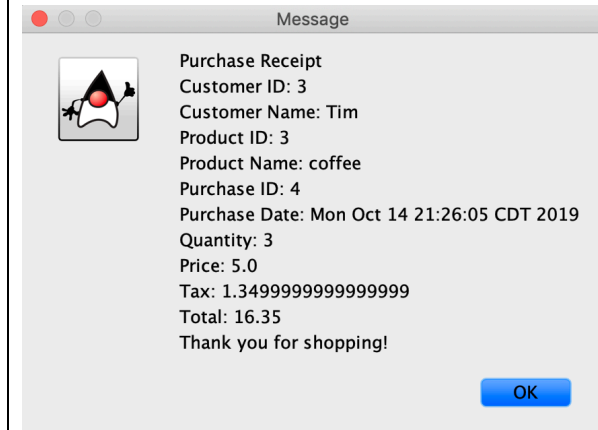 Message
Purchase Receipt
Customer ID: 3
Customer Name: Tim
Product ID: 3
Product Name: coffee
Purchase ID: 4
Purchase Date: Mon Oct 14 21:26:05 CDT 2019
Quantity: 3
Price: 5.0
Tax: 1.3499999999999999
Total: 16.35
Thank you for shopping!
OK